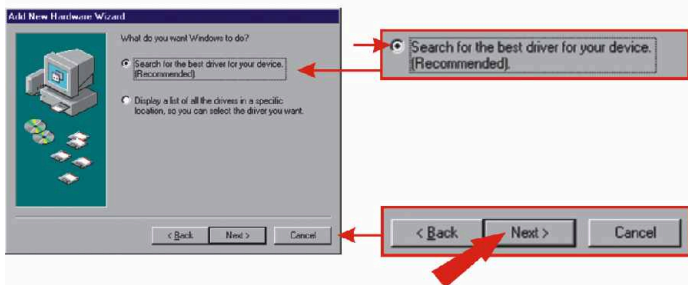 Add New Hardware Wizard
What do you want Windows to do?
Search for the best driver for your device.
(Recommended).
Display a list of all the drivers in a specific
location, so you can select the driver you want.
< Back
Next >
Cancel
Search for the best driver for your device.
(Recommended).
< Back
Next >
Cancel